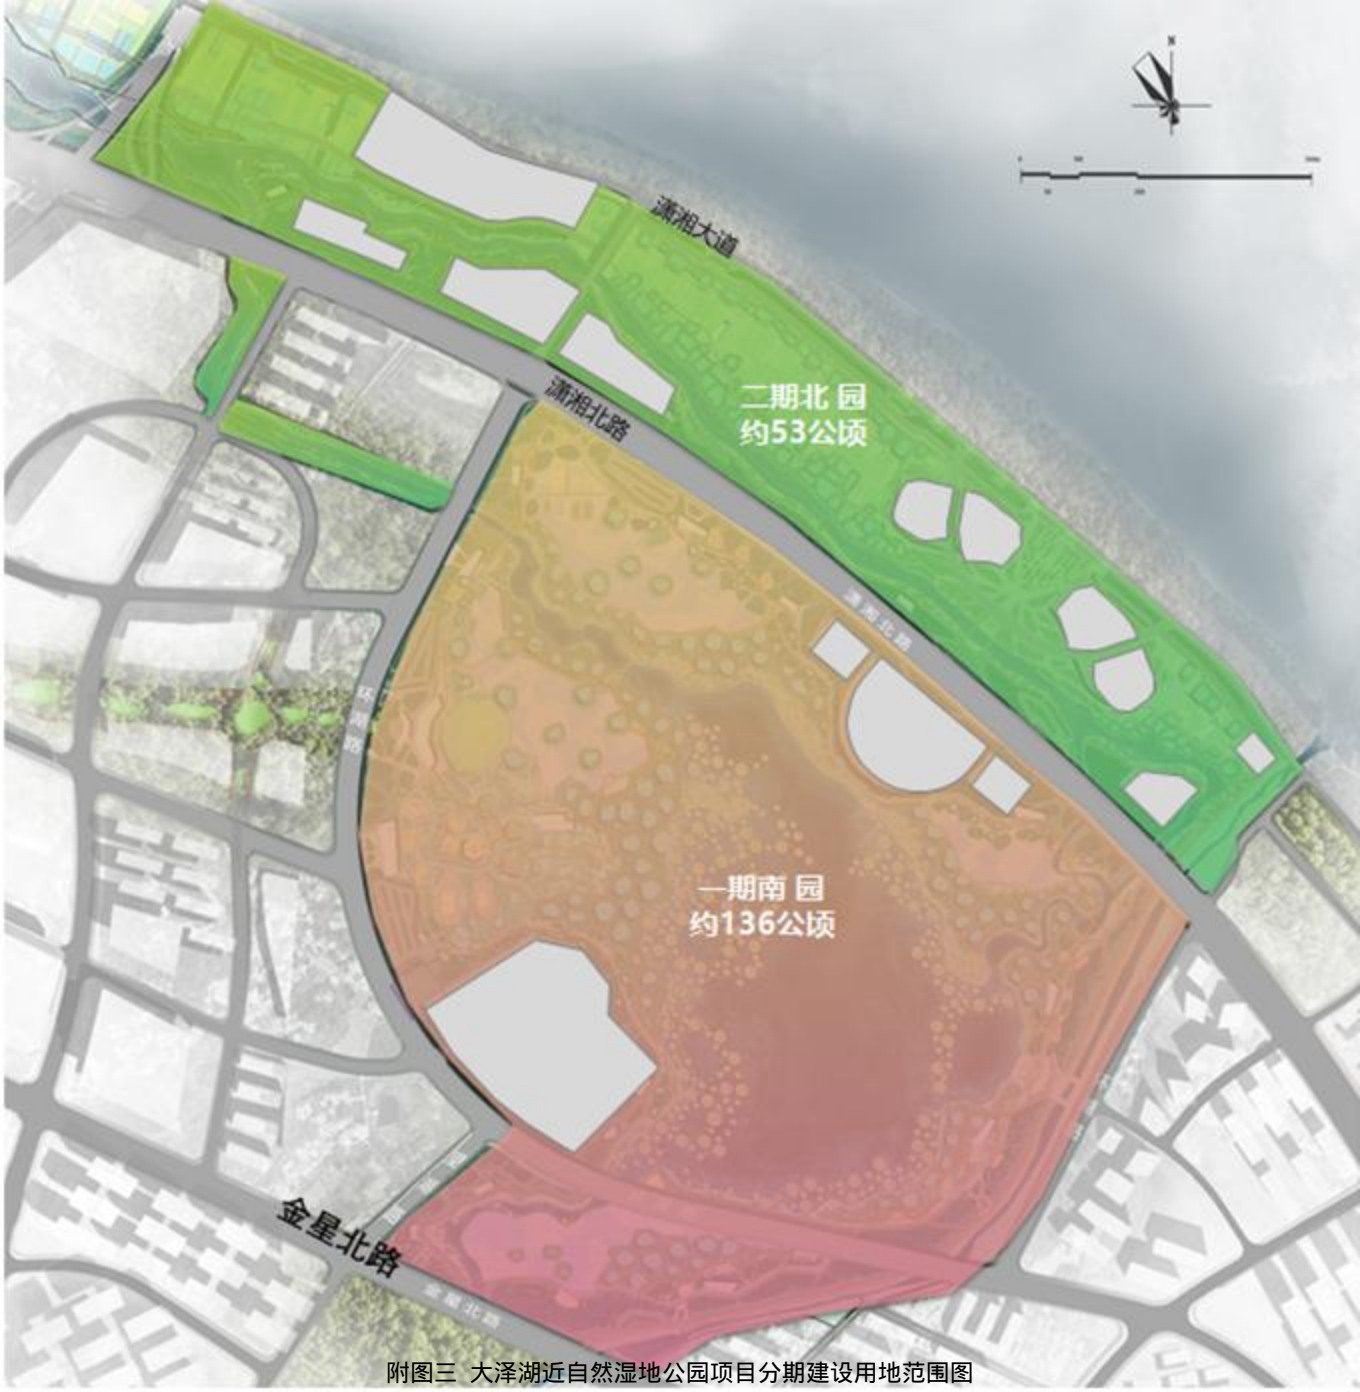 N
潇湘大道
二期北 园
约53公顷
潇湘北路
潇湘北路
环湖路
一期南 园
约136公顷
金星北路
金星北路
附图三 大泽湖近自然湿地公园项目分期建设用地范围图